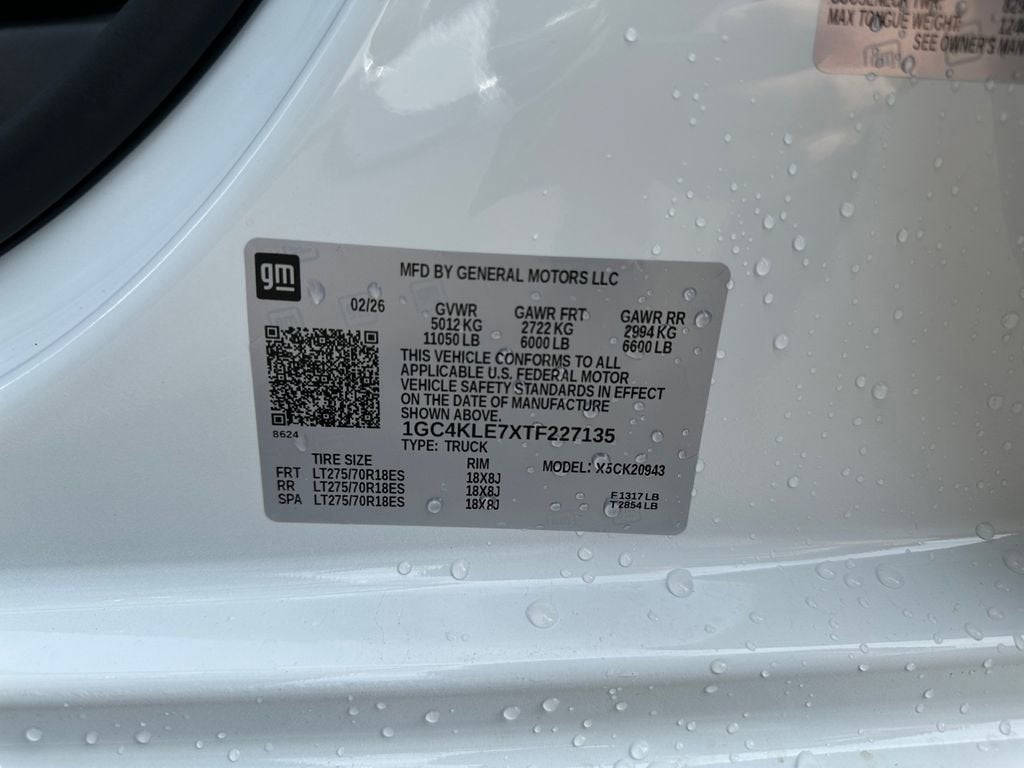 MAX TONGUE WEIGHT:
SEE OWNER'S MAN
gm
MFD BY GENERAL MOTORS LLC
02/26
GVWR GAWR FRT GAWR RR
5012 KG 2722 KG 2994 KG
11050 LB 6000 LB 6600 LB
THIS VEHICLE CONFORMS TO ALL
APPLICABLE U.S. FEDERAL MOTOR
VEHICLE SAFETY STANDARDS IN EFFECT
ON THE DATE OF MANUFACTURE
SHOWN ABOVE.
8624
1GC4KLE7XTF227135
TYPE: TRUCK
TIRE SIZE RIM MODEL: X5CK20943
FRT LT275/70R18ES 18X8J
RR LT275/70R18ES 18X8J F 1317 LB
SPA LT275/70R18ES 18X8J T 2854 LB